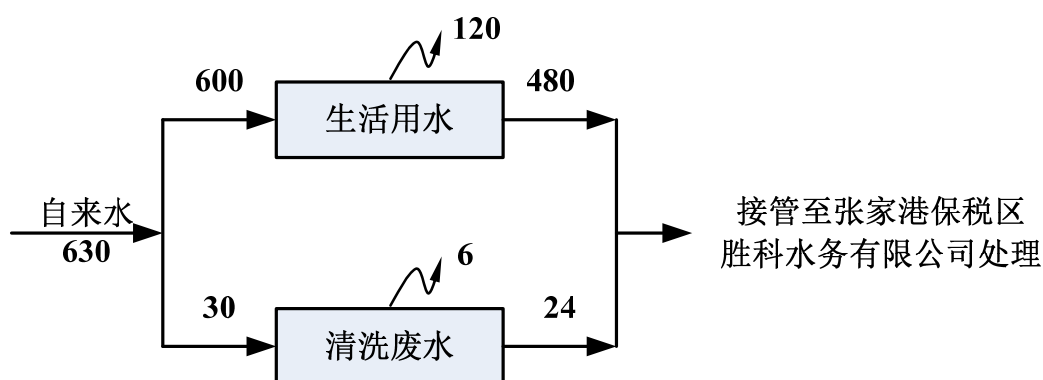 120
600
480
生活用水
自来水
630
接管至张家港保税区
胜科水务有限公司处理
6
30
24
清洗废水